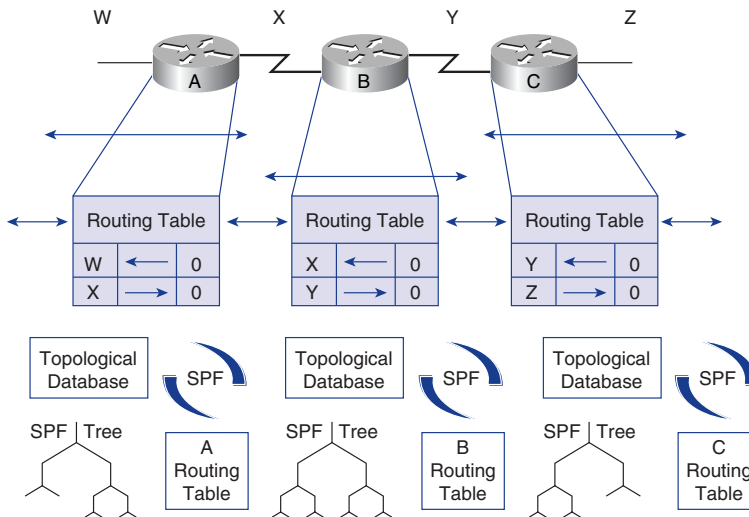 W X Y Z
A B C
Routing Table Routing Table Routing Table
W 0 X 0 Y 0
X 0 Y 0 Z 0
Topological Database SPF Topological Database SPF Topological Database SPF
SPF Tree A Routing Table SPF Tree B Routing Table SPF Tree C Routing Table